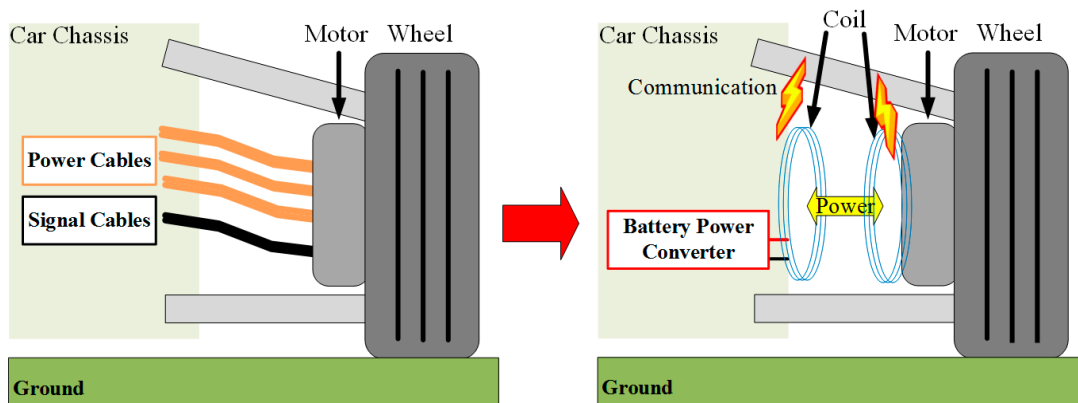 Car Chassis
Motor
Wheel
Power Cables
Signal Cables
Ground
Car Chassis
Coil
Motor
Wheel
Communication
Power
Battery Power
Converter
Ground